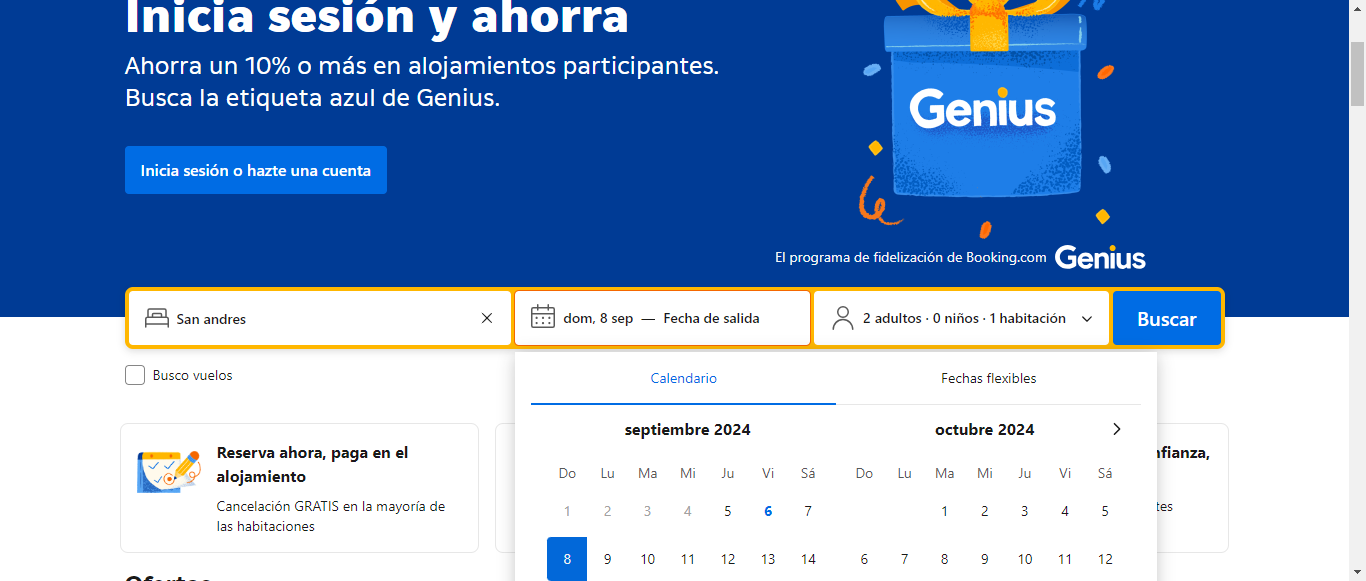 Inicia sesión y ahorra
Ahorra un 10% o más en alojamientos participantes.
Busca la etiqueta azul de Genius.
Inicia sesión o hazte una cuenta
Genius
El programa de fidelización de Booking.com Genius
San andres
dom, 8 sep — Fecha de salida
2 adultos · 0 niños · 1 habitación
Buscar
Busco vuelos
Calendario
Fechas flexibles
Reserva ahora, paga en el
alojamiento
Cancelación GRATIS en la mayoría de
las habitaciones
septiembre 2024
Do Lu Ma Mi Ju Vi Sá
1 2 3 4 5 6 7
8 9 10 11 12 13 14
octubre 2024
Do Lu Ma Mi Ju Vi Sá
1 2 3 4 5
6 7 8 9 10 11 12
nfianza,
tes
Ofertas